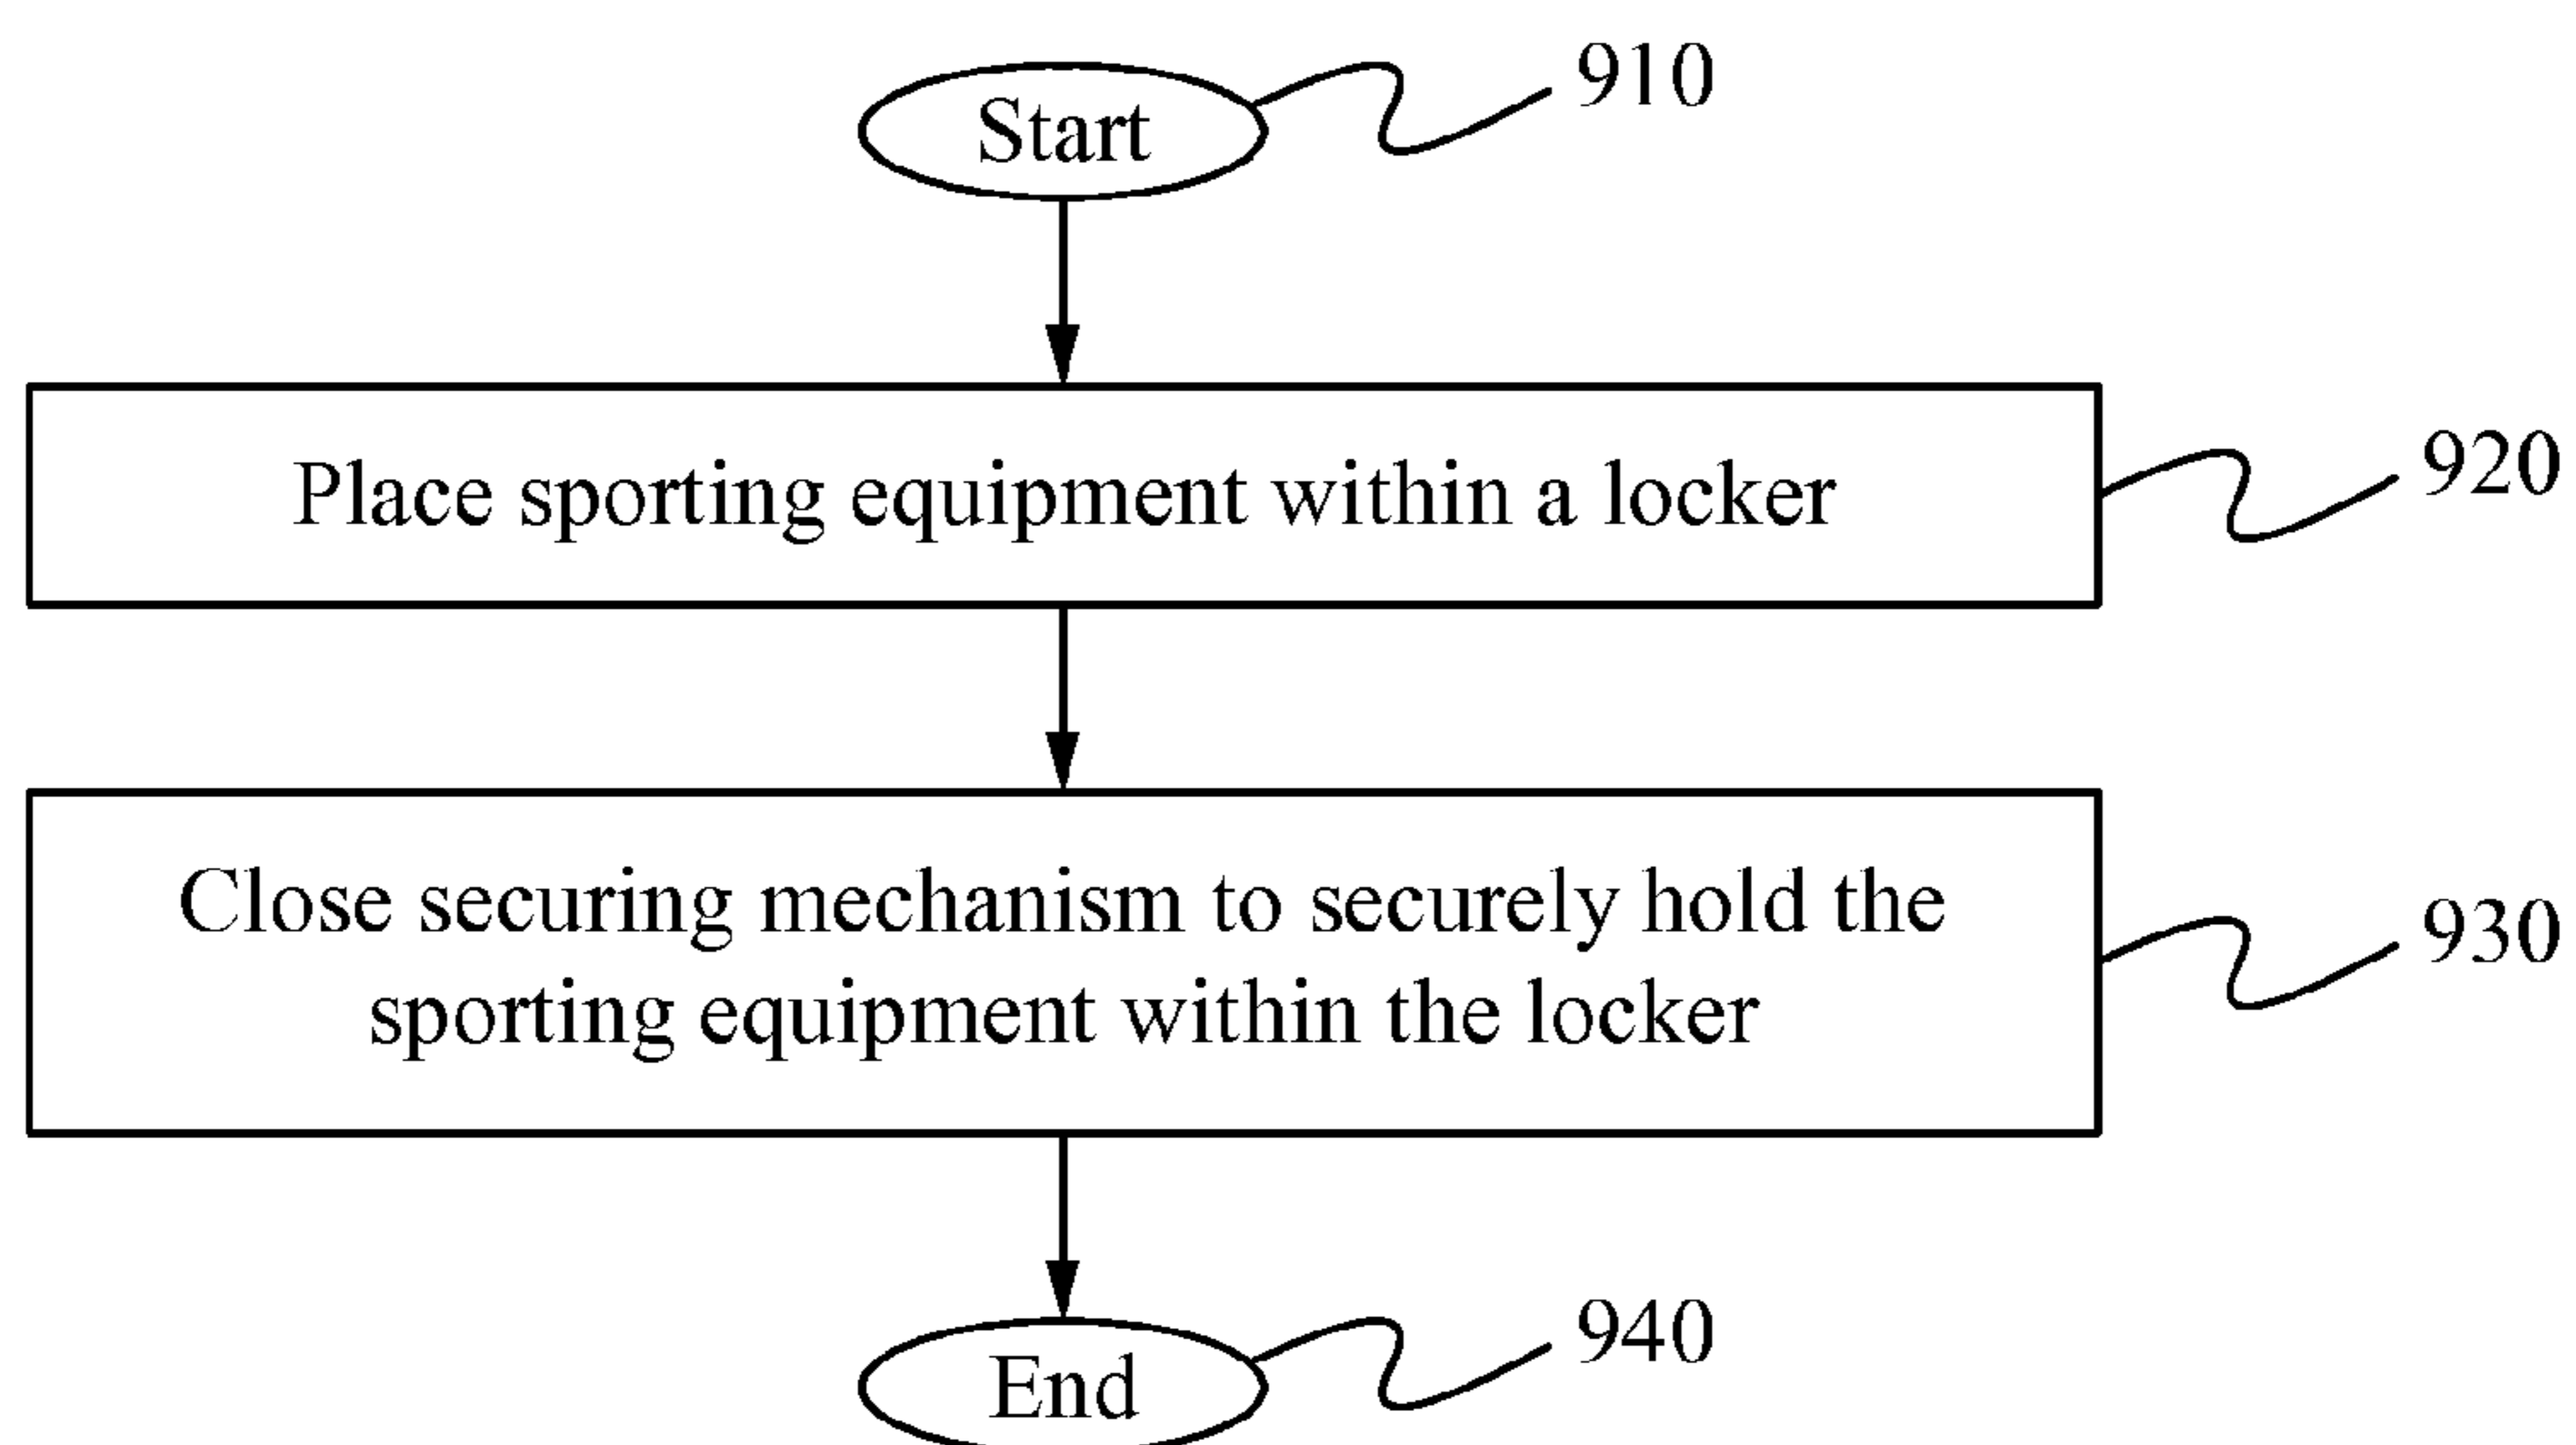 Start
910
Place sporting equipment within a locker
920
Close securing mechanism to securely hold the
sporting equipment within the locker
930
End
940